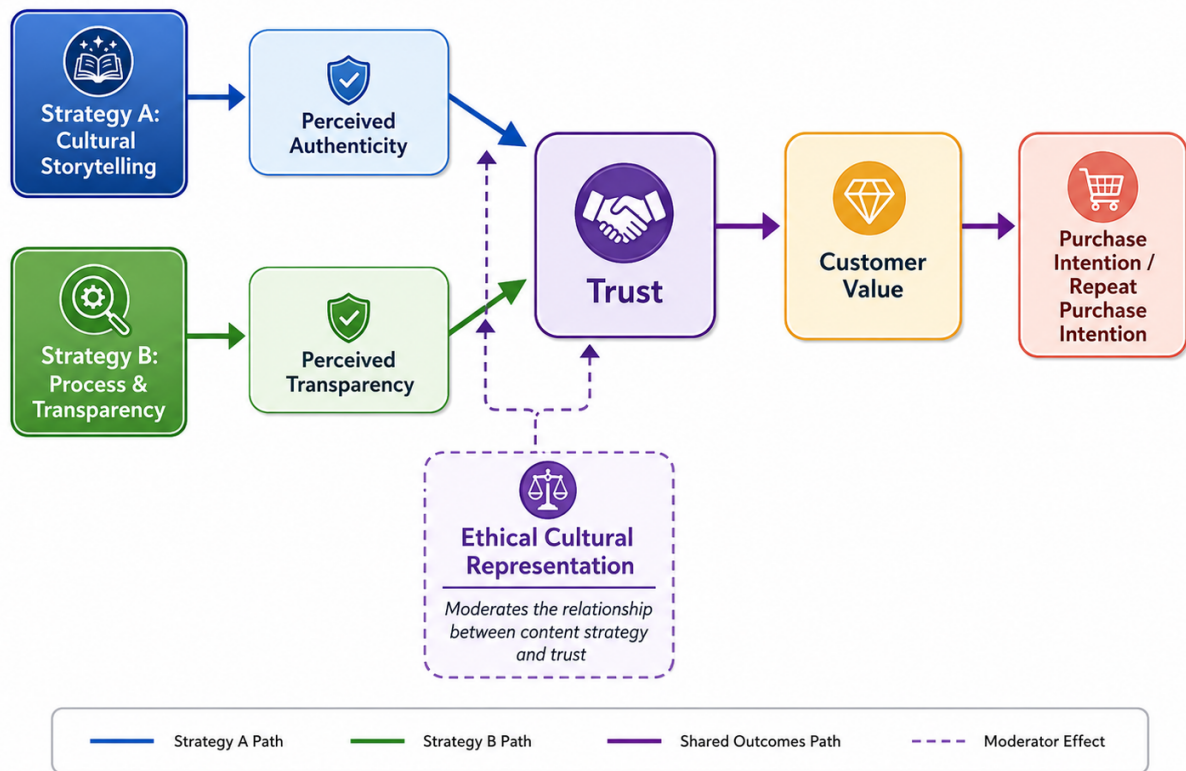 Strategy A:
Cultural
Storytelling
Perceived
Authenticity
Strategy B:
Process &
Transparency
Perceived
Transparency
Trust
Customer
Value
Purchase
Intention /
Repeat
Purchase
Intention
Ethical Cultural
Representation
Moderates the relationship
between content strategy
and trust
Strategy A Path
Strategy B Path
Shared Outcomes Path
Moderator Effect